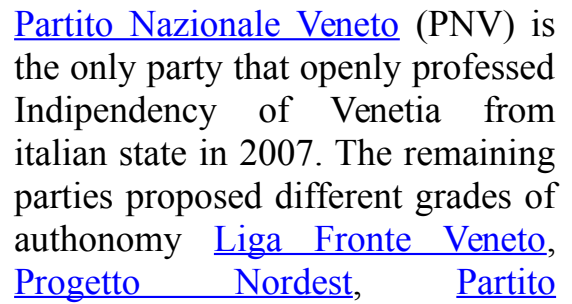 Partito Nazionale Veneto (PNV) is
the only party that openly professed
Indipendency of Venetia from
italian state in 2007. The remaining
parties proposed different grades of
authonomy Liga Fronte Veneto,
Progetto Nordest, Partito